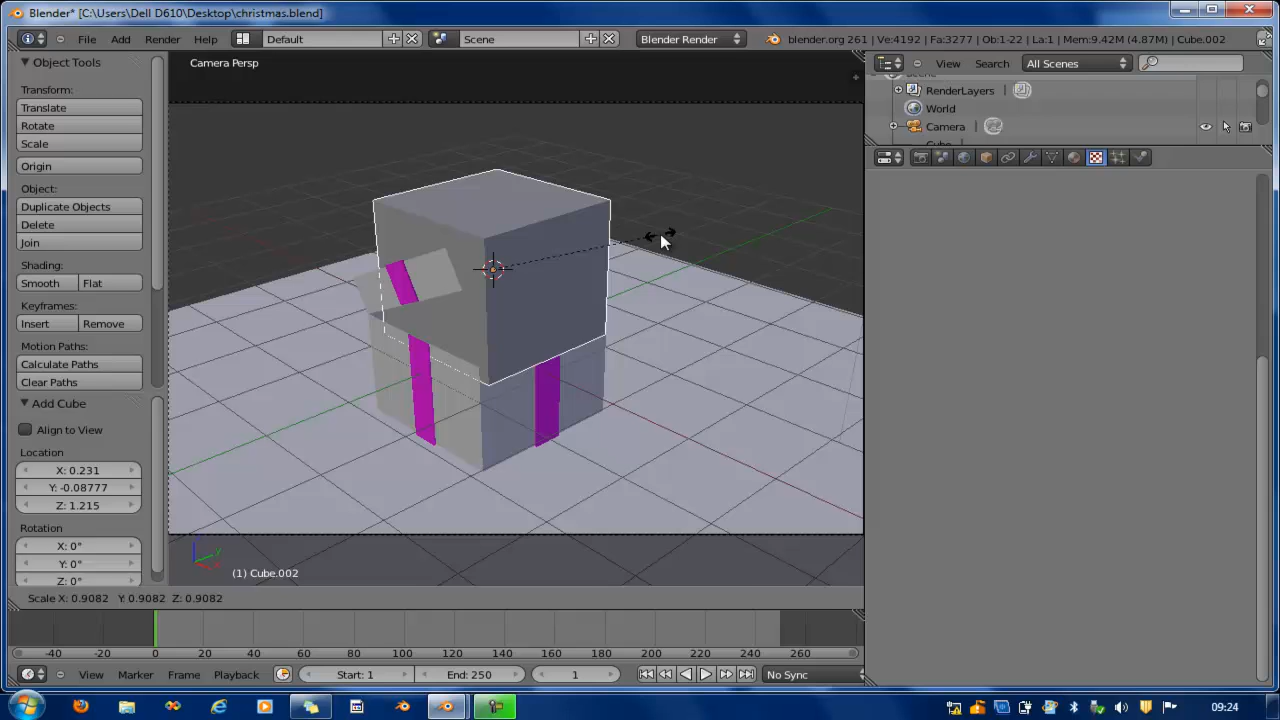 Blender* [C:\Users\Dell D610\Desktop\christmas.blend]
File Add Render Help Default Scene Blender Render blender.org 261 | Ve:4192 | Fa:3277 | Ob:1-22 | La:1 | Mem:9.42M (4.87M) | Cube.002
Object Tools
Camera Persp
View Search All Scenes
Transform:
Translate
Rotate
Scale
Origin
Object:
Duplicate Objects
Delete
Join
Shading:
Smooth Flat
Keyframes:
Insert Remove
Motion Paths:
Calculate Paths
Clear Paths
Add Cube
Align to View
Location
X: 0.231
Y: -0.08777
Z: 1.215
Rotation
X: 0°
Y: 0°
Z: 0°
RenderLayers
World
Camera
(1) Cube.002
Scale X: 0.9082 Y: 0.9082 Z: 0.9082
-40 -20 0 20 40 60 80 100 120 140 160 180 200 220 240 260
View Marker Frame Playback Start: 1 End: 250 1 No Sync
09:24